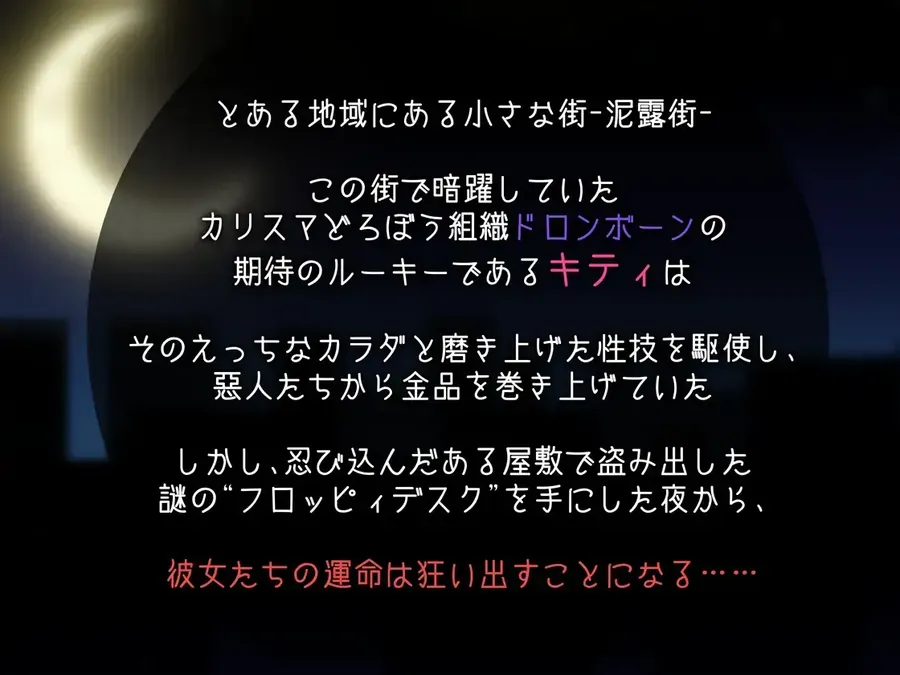 とある地域にある小さな街-泥露街-
この街で暗躍していた
カリスマどろぼう組織ドロンボーンの
期待のルーキーであるキティは
そのえっちなカラダと磨き上げた性技を駆使し、
惡人たちから金品を巻き上げていた
しかし、忍び込んだある屋敷で盗み出した
謎の“フロッピィデスク”を手にした夜から、
彼女たちの運命は狂い出すことになる……